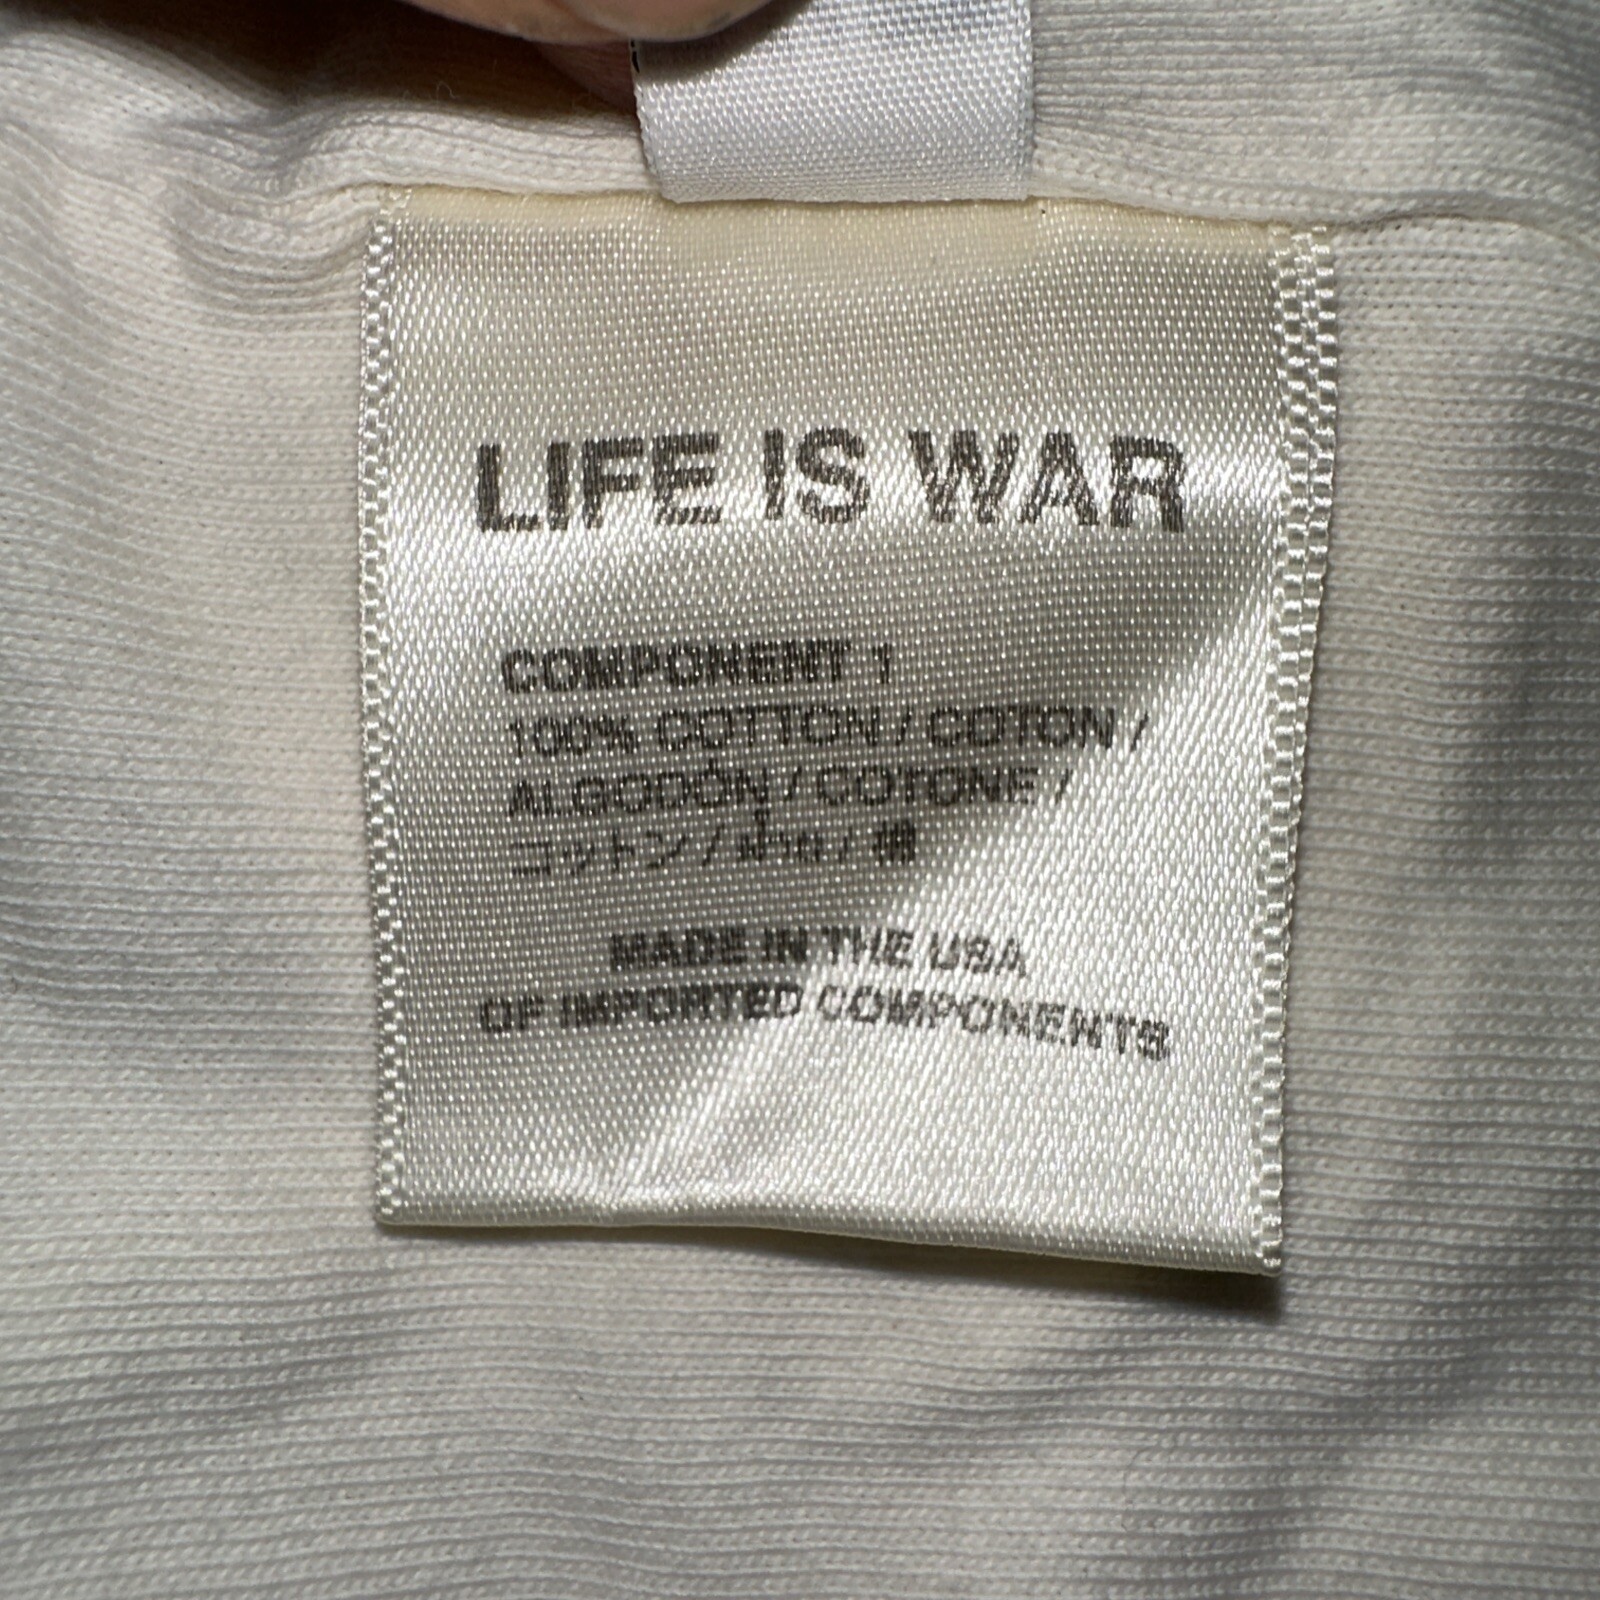 LIFE IS WAR
COMPONENT 1
100% COTTON / COTON /
ALGODÓN / COTONE /
コットン / / 棉
MADE IN THE USA
OF IMPORTED COMPONENTS